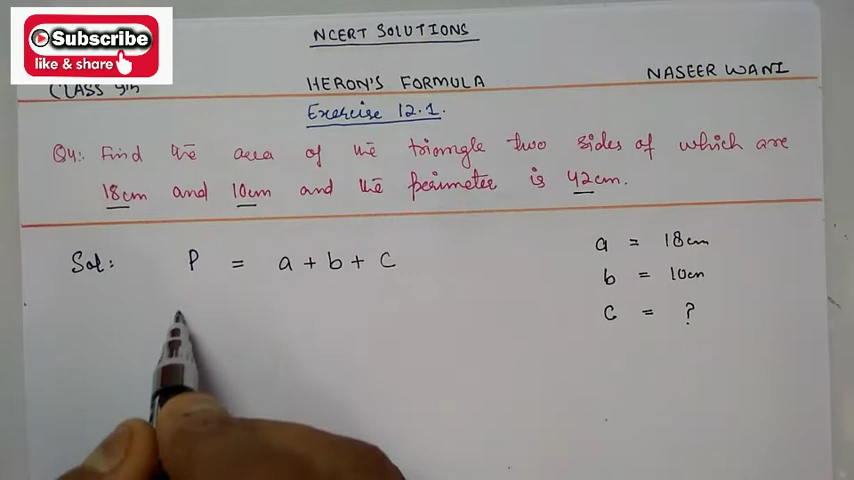 Subscribe
like & share
NCERT SOLUTIONS
CLASS 9th HERON'S FORMULA NASEER WANI
Exercise 12.1.
Q4:. Find the area of the triangle two sides of which are
18cm and 10cm and the perimeter is 42cm.
Sol: P = a + b + c
a = 18cm
b = 10cm
c = ?